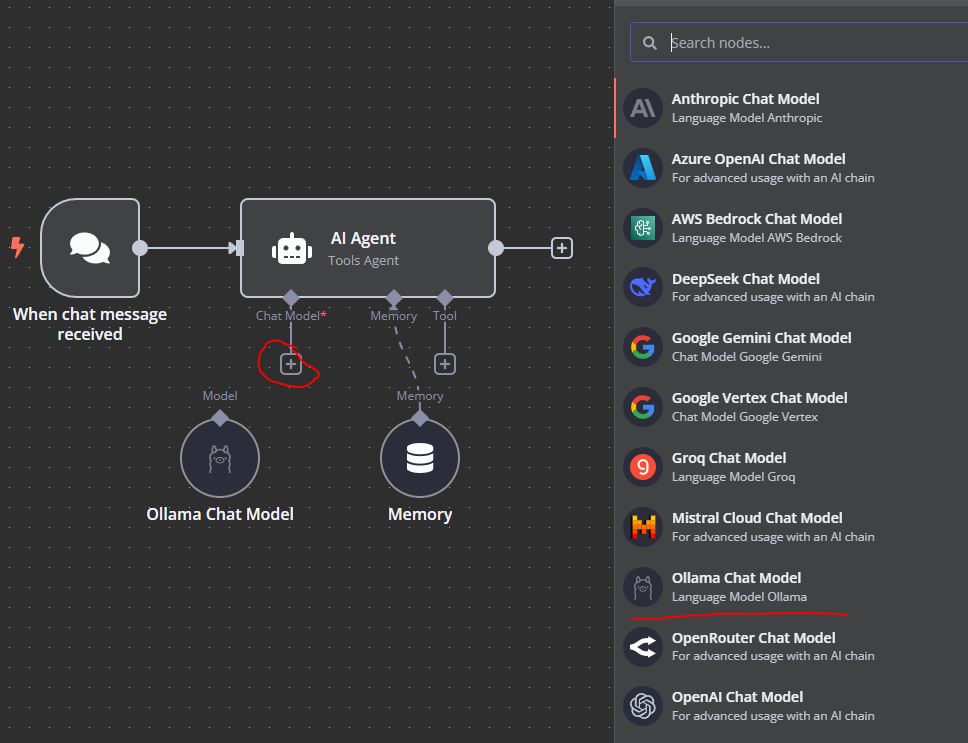 Search nodes...
Anthropic Chat Model
Language Model Anthropic
Azure OpenAI Chat Model
For advanced usage with an AI chain
AWS Bedrock Chat Model
Language Model AWS Bedrock
DeepSeek Chat Model
For advanced usage with an AI chain
Google Gemini Chat Model
Chat Model Google Gemini
Google Vertex Chat Model
Chat Model Google Vertex
Groq Chat Model
Language Model Groq
Mistral Cloud Chat Model
For advanced usage with an AI chain
Ollama Chat Model
Language Model Ollama
OpenRouter Chat Model
For advanced usage with an AI chain
OpenAI Chat Model
For advanced usage with an AI chain
When chat message
received
AI Agent
Tools Agent
Chat Model*
Memory
Tool
Model
Ollama Chat Model
Memory
Memory